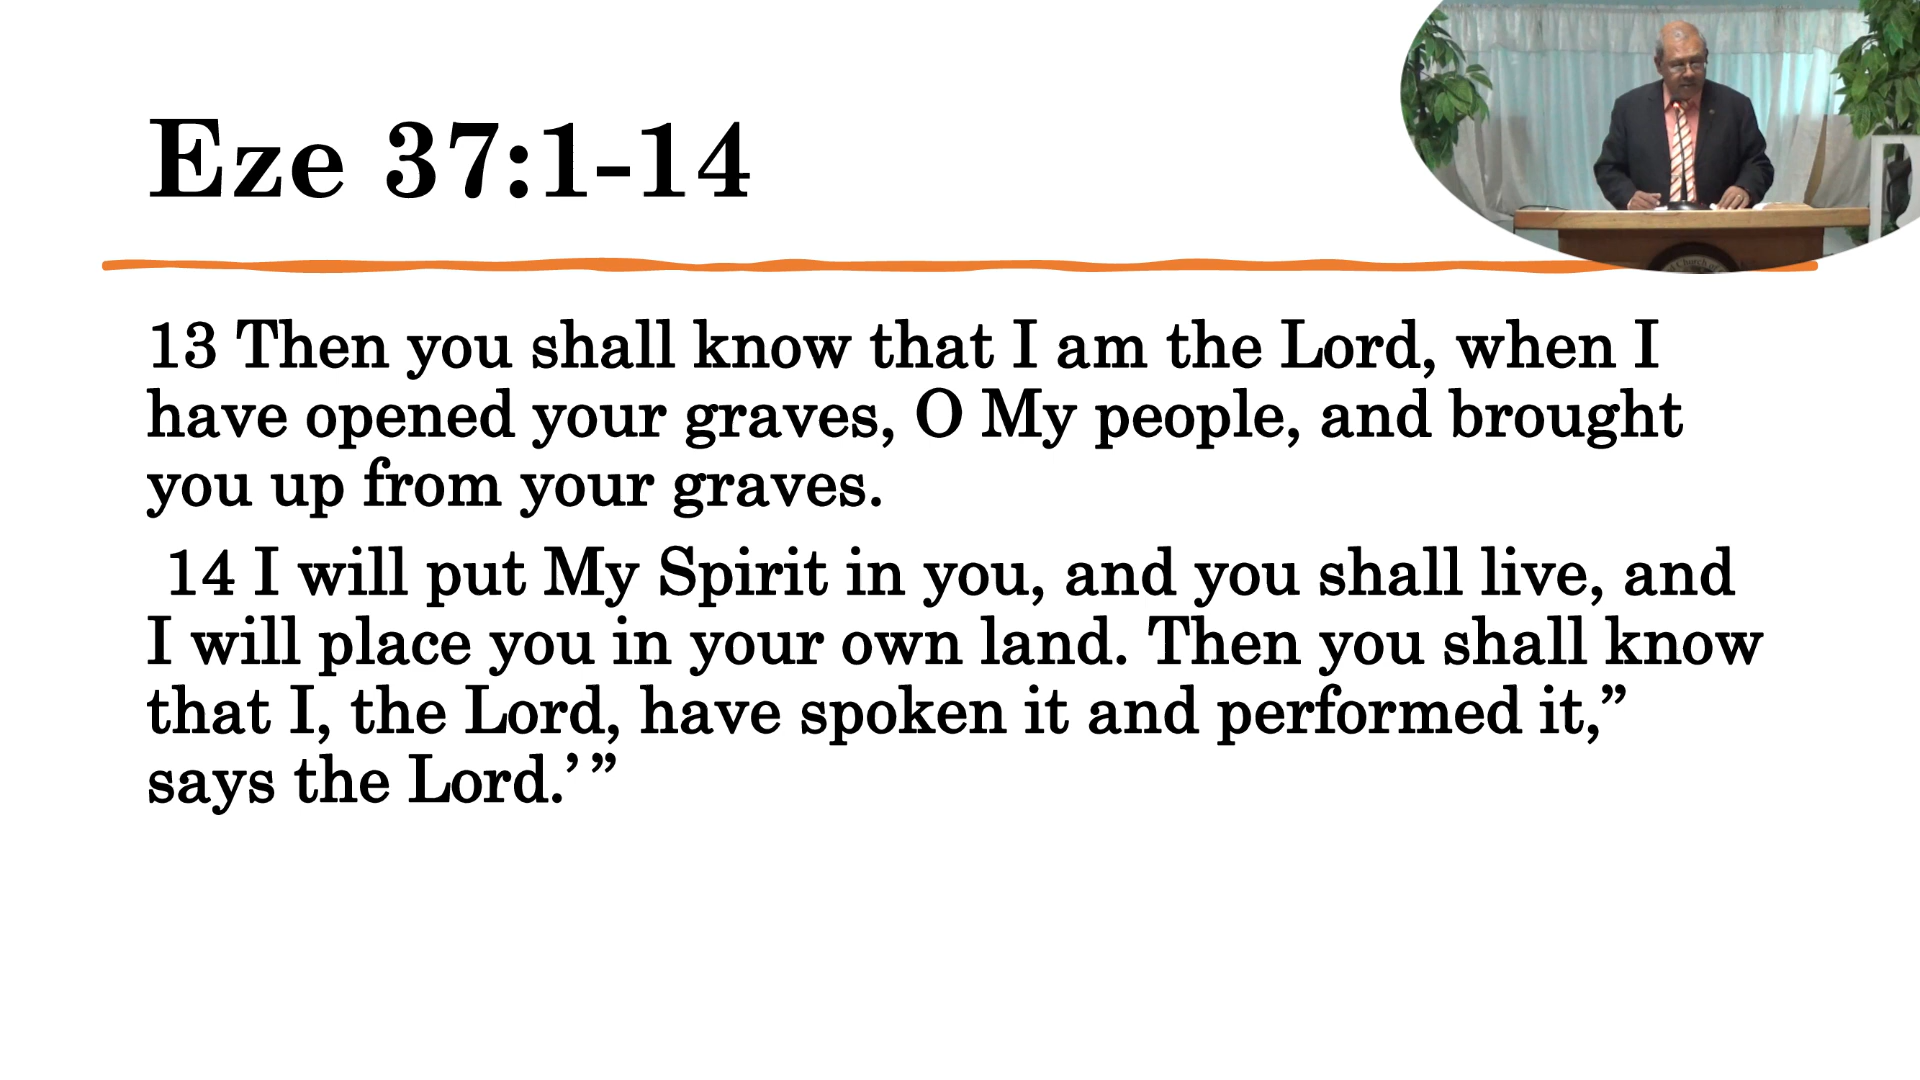 Eze 37:1-14
13 Then you shall know that I am the Lord, when I
have opened your graves, O My people, and brought
you up from your graves.
14 I will put My Spirit in you, and you shall live, and
I will place you in your own land. Then you shall know
that I, the Lord, have spoken it and performed it,”
says the Lord.’ ”
Church of